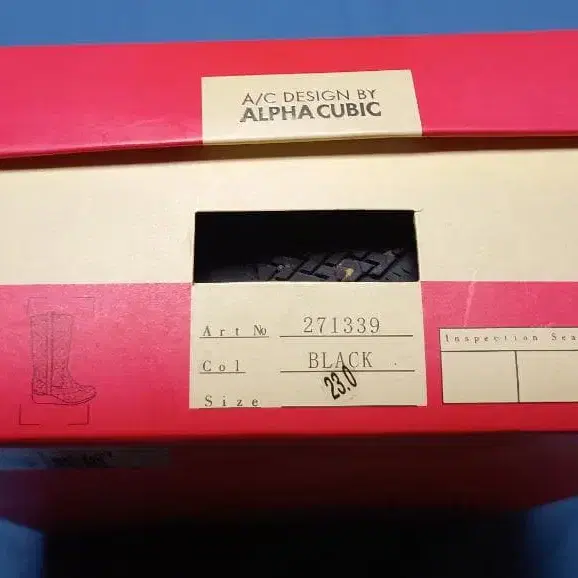 A/C DESIGN BY
ALPHA CUBIC
Art No 271339
Col BLACK
Size 23.0
Inspection Sea